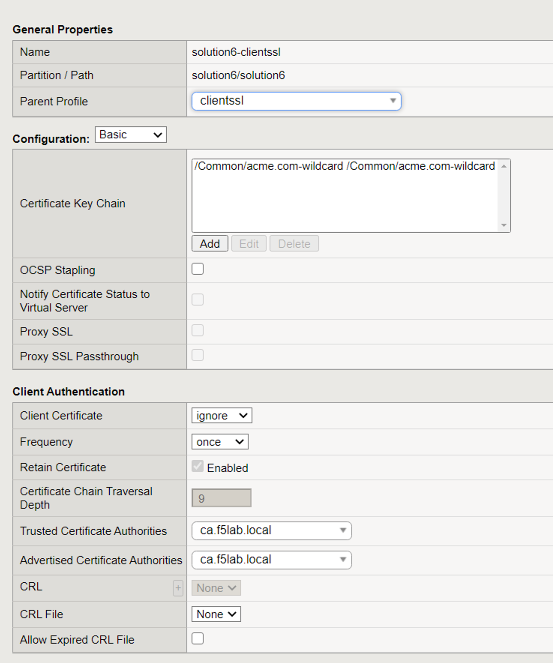 General Properties
Name solution6-clientssl
Partition / Path solution6/solution6
Parent Profile clientssl
Configuration: Basic
Certificate Key Chain
/Common/acme.com-wildcard /Common/acme.com-wildcard
Add Edit Delete
OCSP Stapling
Notify Certificate Status to
Virtual Server
Proxy SSL
Proxy SSL Passthrough
Client Authentication
Client Certificate ignore
Frequency once
Retain Certificate Enabled
Certificate Chain Traversal
Depth
9
Trusted Certificate Authorities ca.f5lab.local
Advertised Certificate Authorities ca.f5lab.local
CRL + None
CRL File None
Allow Expired CRL File